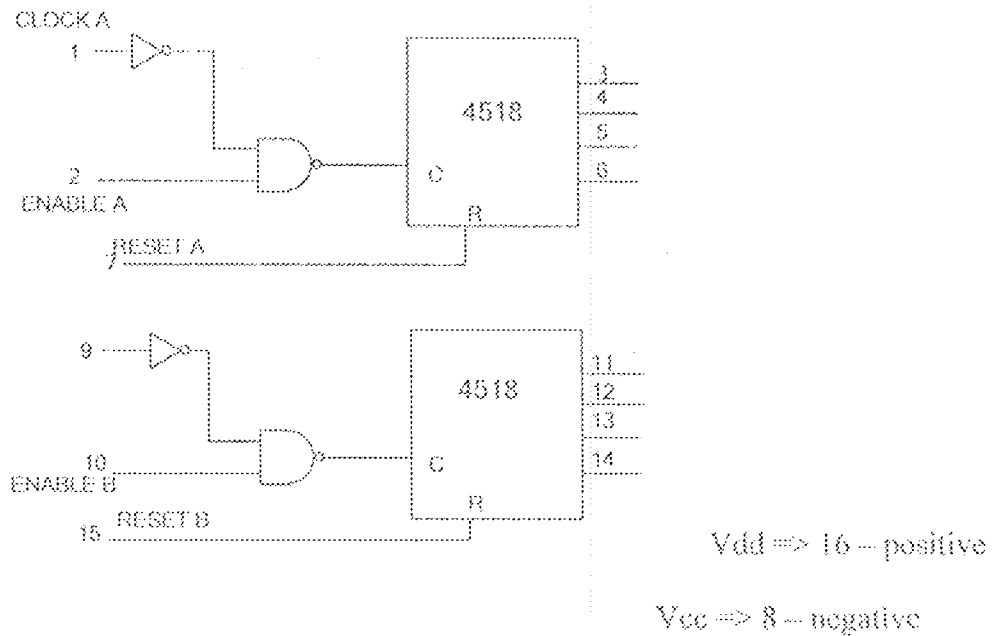 CLOCK A
1
3
4
4518
5
2
C
6
ENABLE A
R
RESET A
7
9
11
4518
12
13
10
C
14
ENABLE B
R
15
RESET B
Vdd => 16 – positive
Vcc => 8 – negative